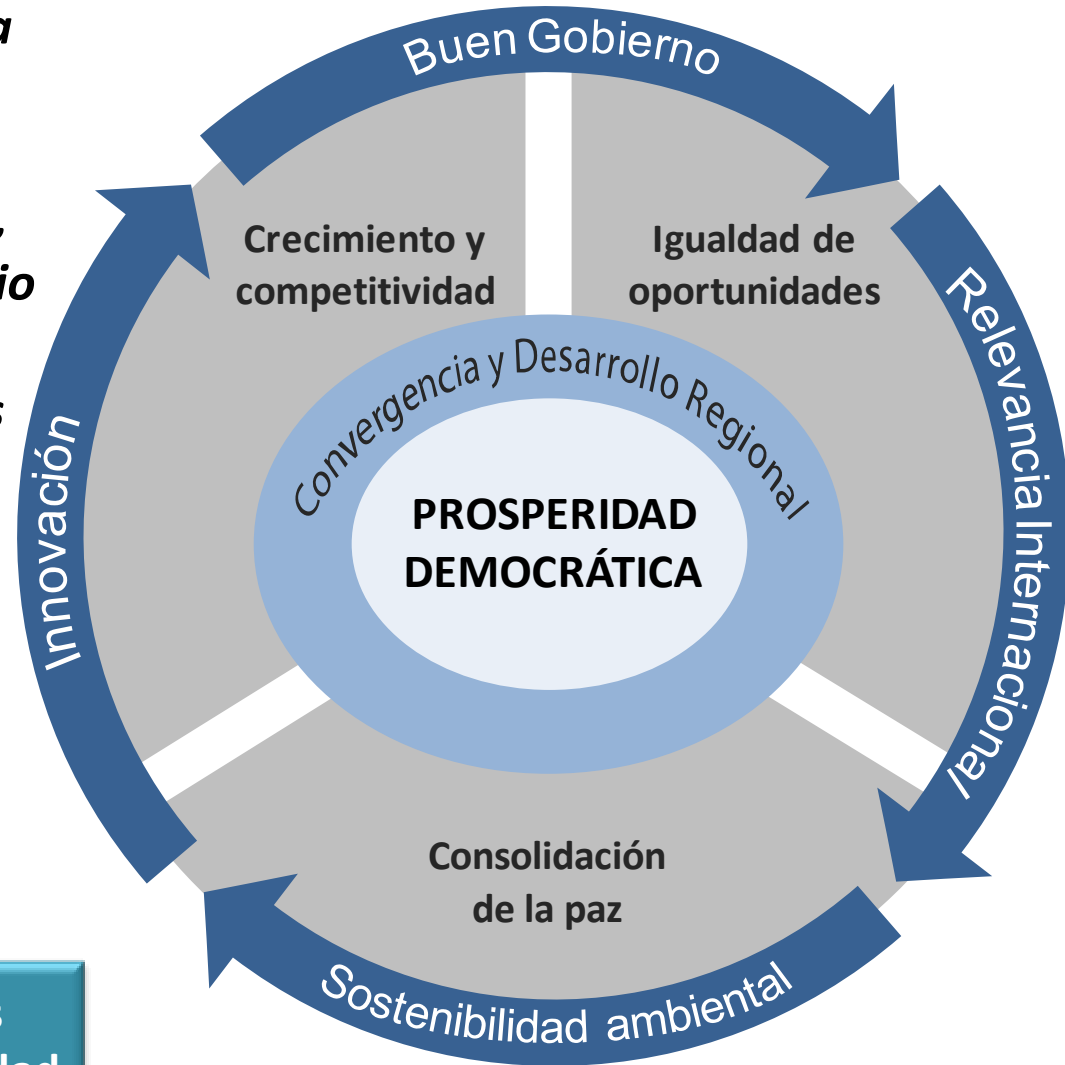 Buen Gobierno
Crecimiento y
competitividad
Igualdad de
oportunidades
Relevancia Internacional
Innovación
Convergencia y Desarrollo Regional
PROSPERIDAD
DEMOCRÁTICA
Consolidación
de la paz
Sostenibilidad ambiental